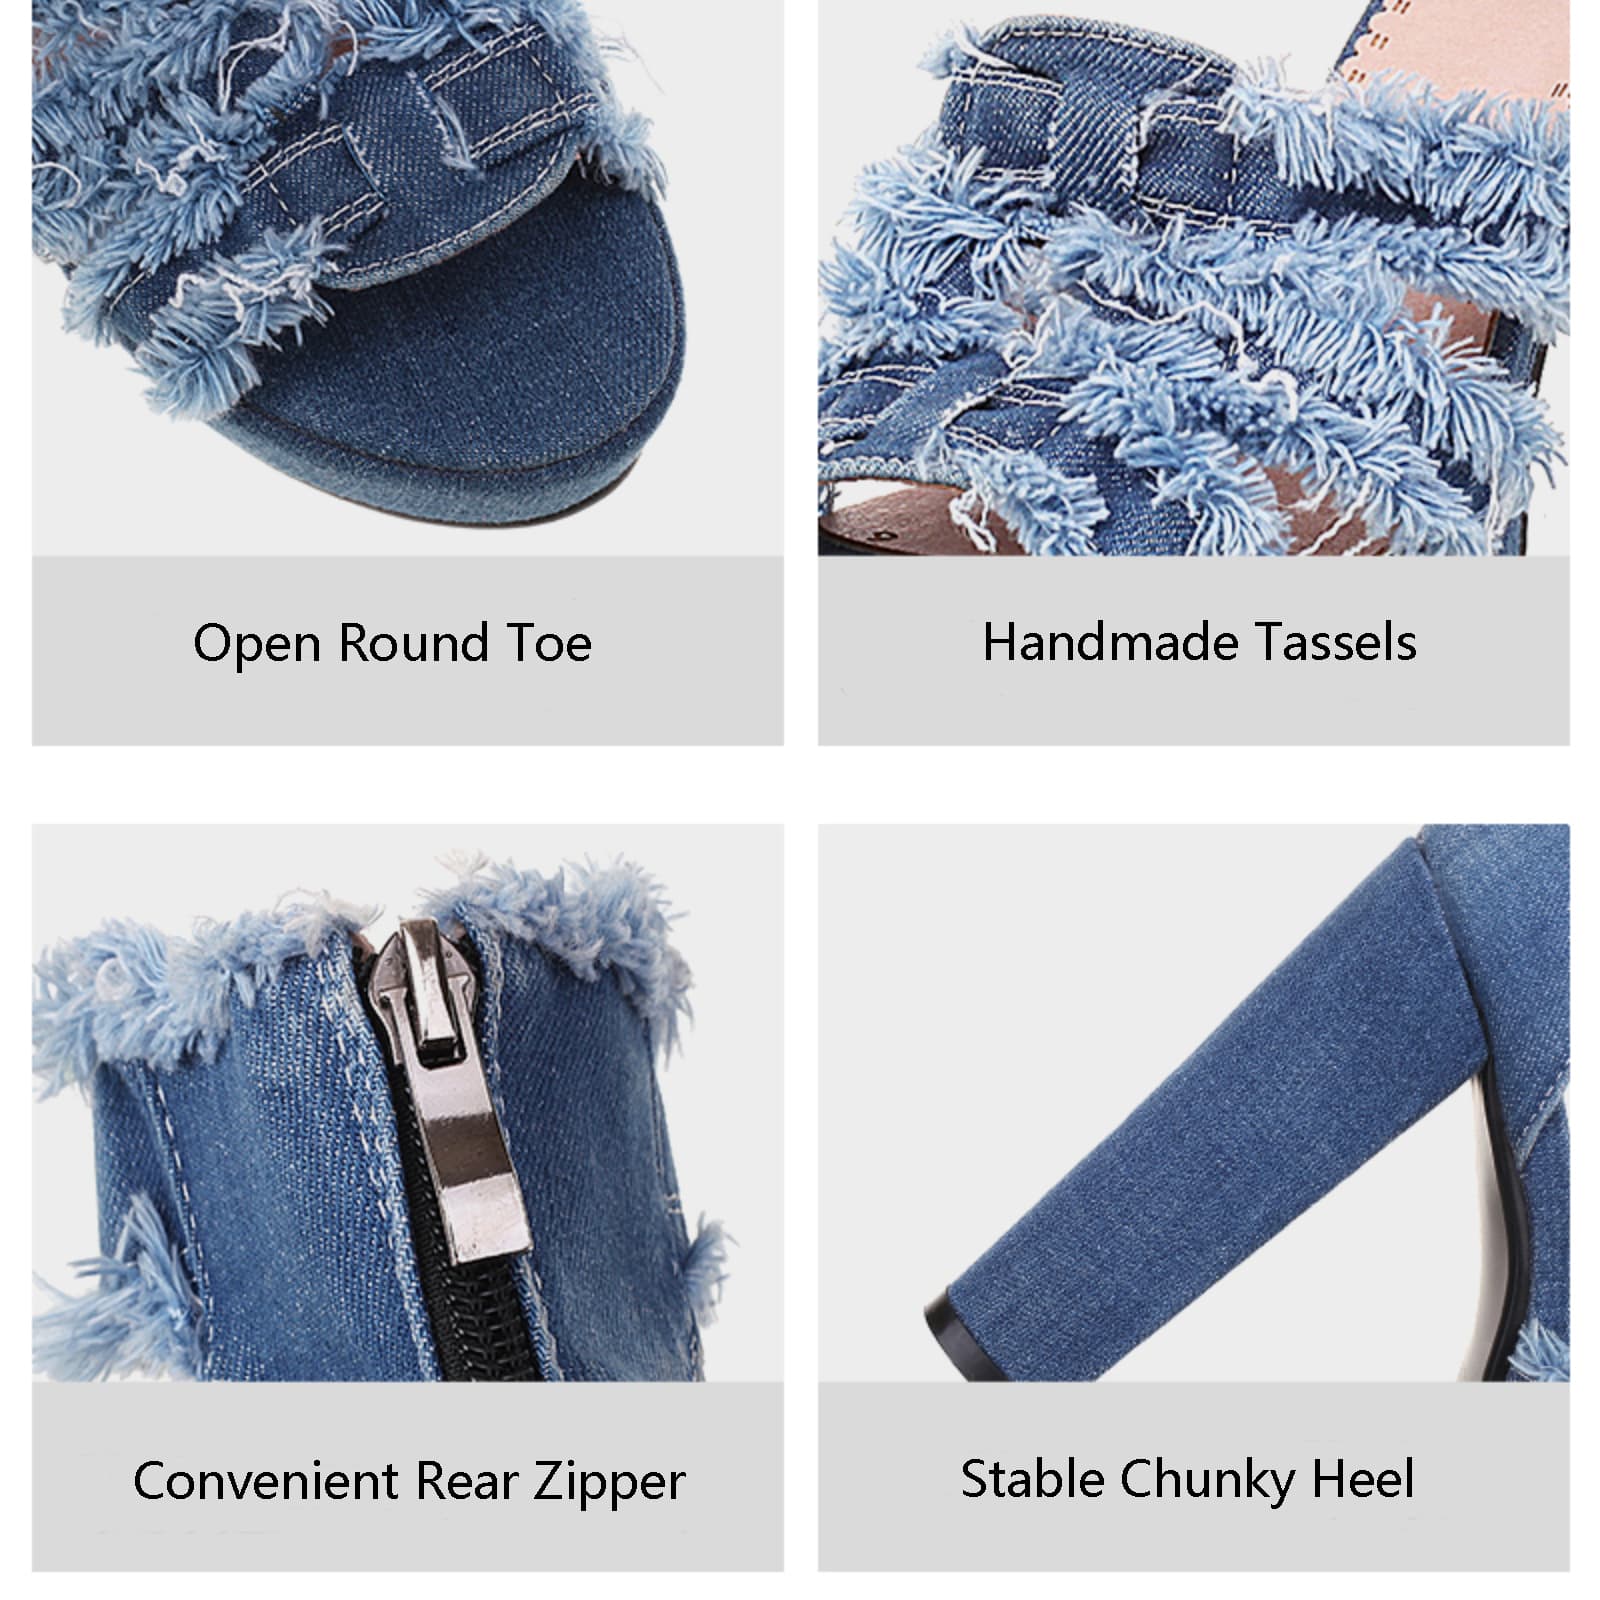 Open Round Toe
Handmade Tassels
Convenient Rear Zipper
Stable Chunky Heel